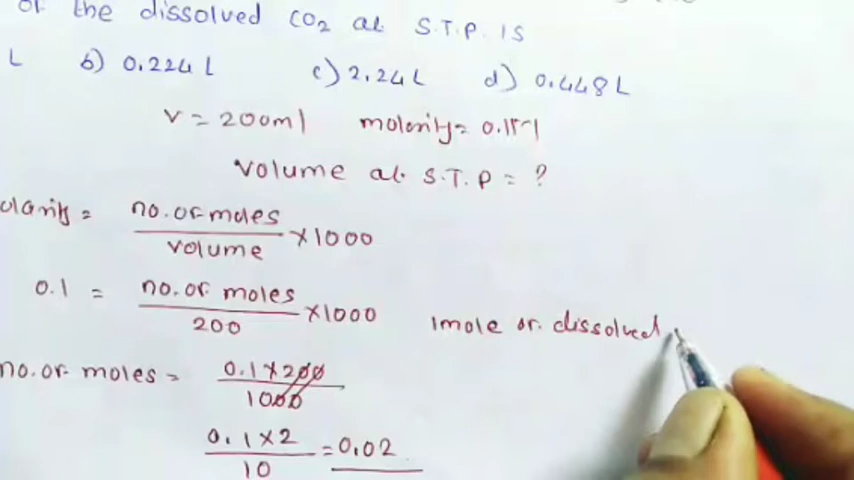 of the dissolved CO2 at S.T.P. is
L b) 0.224 L c) 2.24 L d) 0.448 L
V = 200ml molarity = 0.1M
volume at S.T.P = ?
olarity = no. of moles / volume × 1000
0.1 = no. of moles / 200 × 1000
1mole of dissolved
no. of moles = 0.1 × 200 / 1000
0.1 × 2 / 10 = 0.02